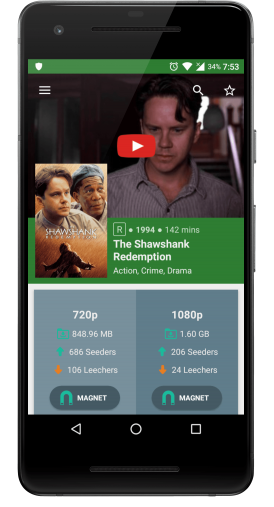 34% 7:53
SHAWSHANK
REDEMPTION
R • 1994 • 142 mins
The Shawshank
Redemption
Action, Crime, Drama
720p
848.96 MB
686 Seeders
106 Leechers
MAGNET
1080p
1.60 GB
206 Seeders
24 Leechers
MAGNET